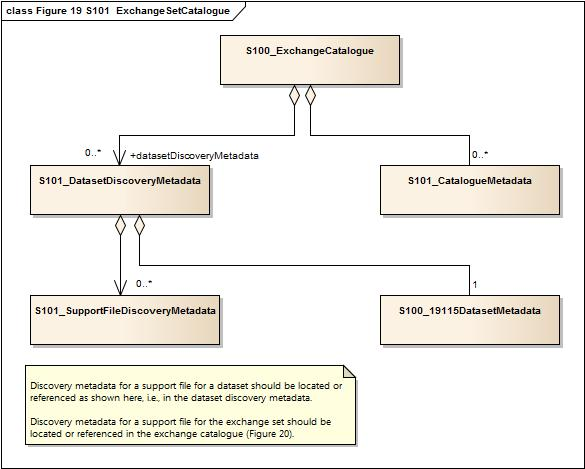 class Figure 19 S101 ExchangeSetCatalogue
S100_ExchangeCatalogue
0..*
+datasetDiscoveryMetadata
0..*
S101_DatasetDiscoveryMetadata
S101_CatalogueMetadata
0..*
1
S101_SupportFileDiscoveryMetadata
S100_19115DatasetMetadata
Discovery metadata for a support file for a dataset should be located or
referenced as shown here, i.e., in the dataset discovery metadata.
Discovery metadata for a support file for the exchange set should be
located or referenced in the exchange catalogue (Figure 20).